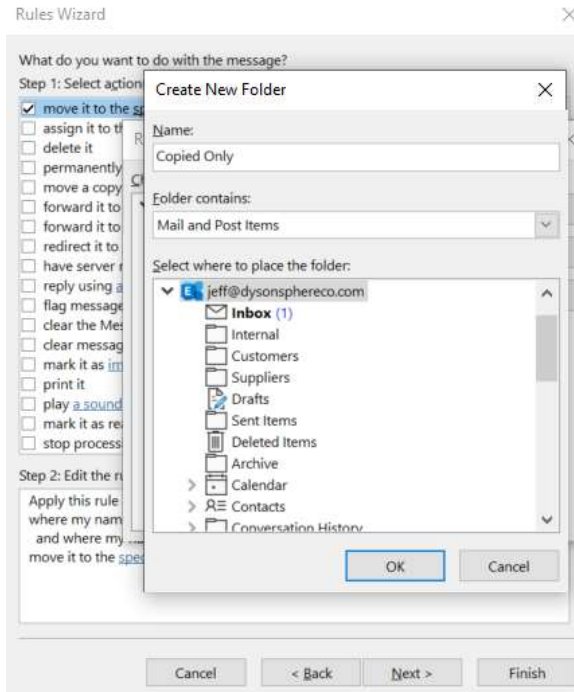 Rules Wizard
What do you want to do with the message?
Step 1: Select action
move it to the sp
assign it to th
delete it
permanently
move a copy
forward it to
forward it to
redirect it to
have server r
reply using a
flag message
clear the Mes
clear messag
mark it as im
print it
play a sound
mark it as rea
stop process
Step 2: Edit the ru
Apply this rule
where my nam
and where my
move it to the spec
Create New Folder
Name:
Copied Only
Folder contains:
Mail and Post Items
Select where to place the folder:
jeff@dysonsphereco.com
Inbox (1)
Internal
Customers
Suppliers
Drafts
Sent Items
Deleted Items
Archive
Calendar
Contacts
Conversation History
OK Cancel
Cancel < Back Next > Finish